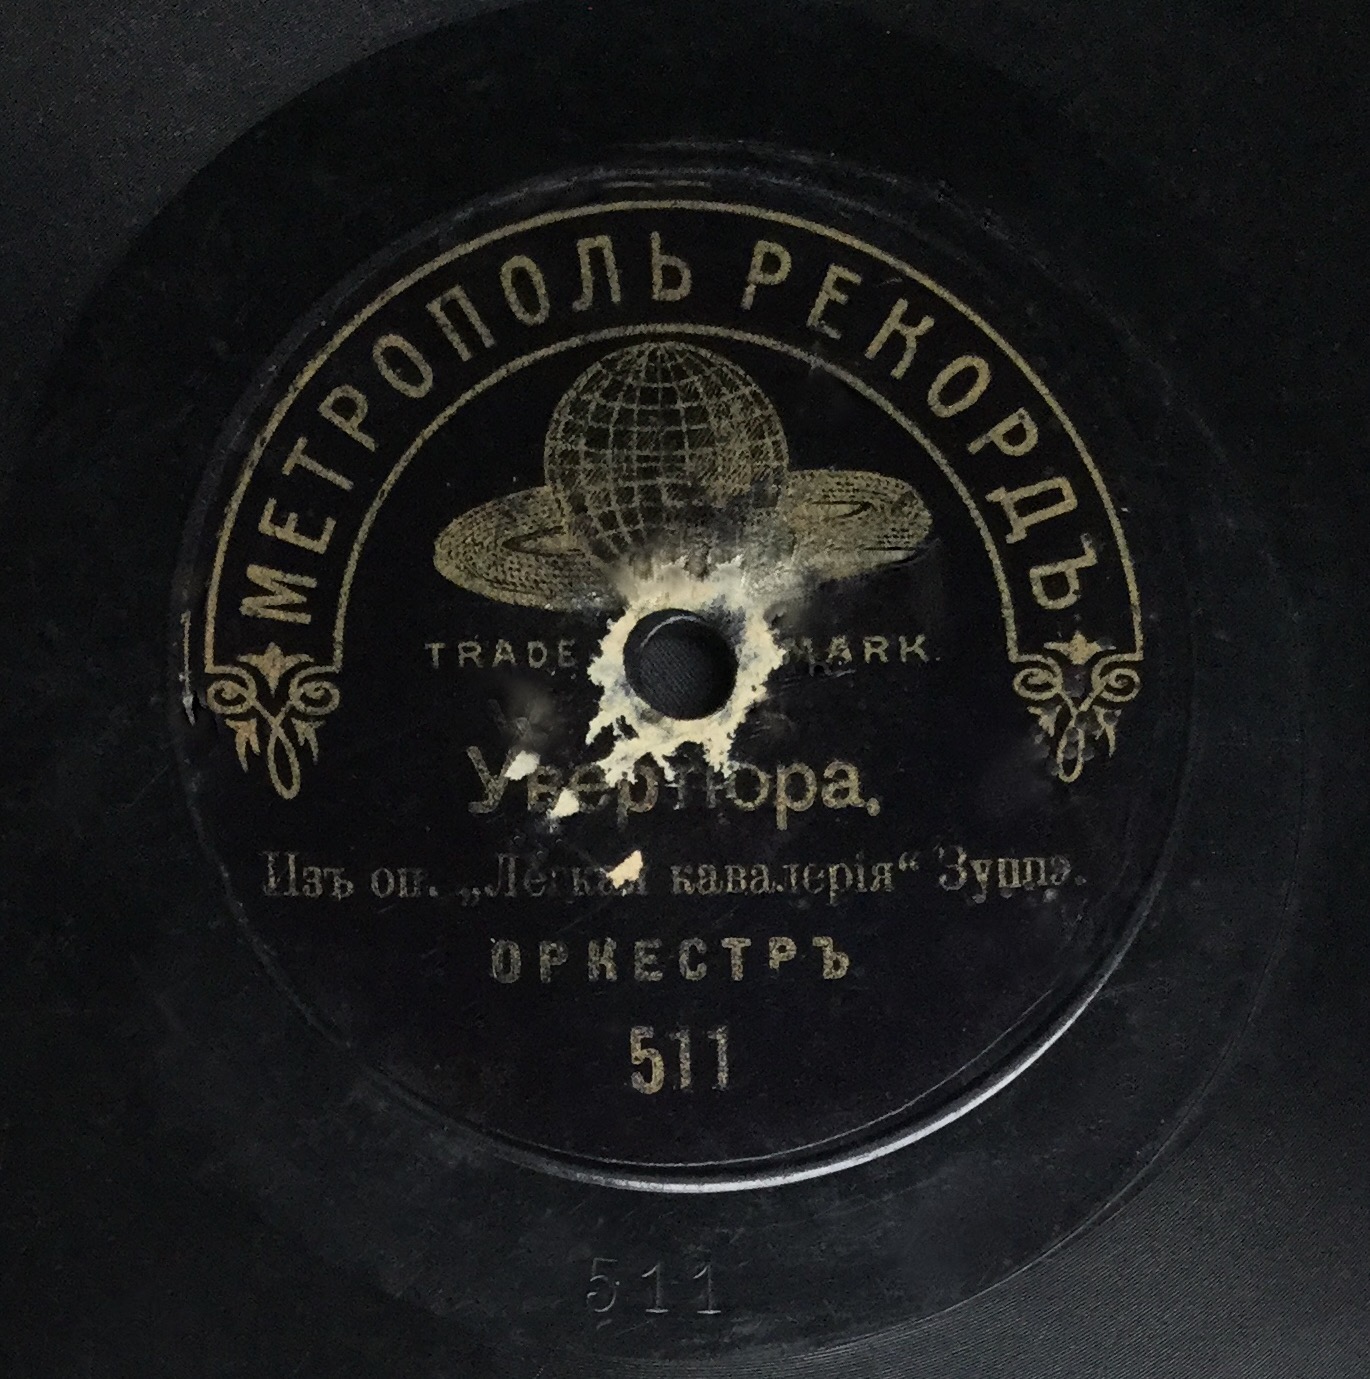 МЕТРОПОЛЬ РЕКОРДЪ
TRADE MARK.
Увертюра,
Изъ оп. „Легкая кавалерія“ Зуппэ.
ОРКЕСТРЪ
511
511